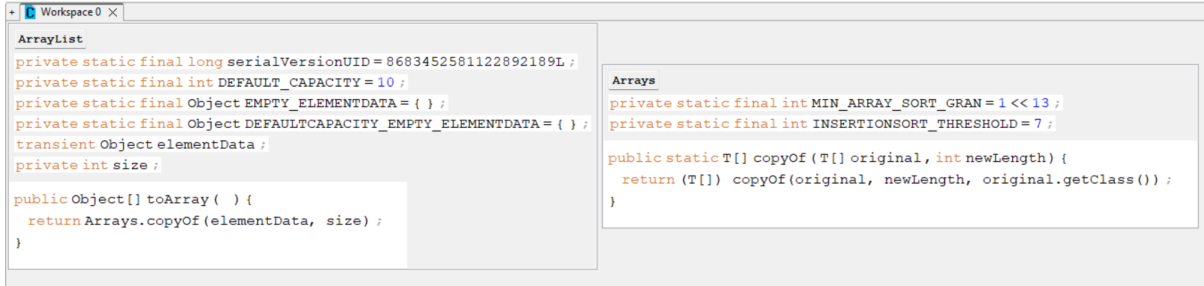 + C Workspace 0 ×
ArrayList
private static final long serialVersionUID = 8683452581122892189L ;
private static final int DEFAULT_CAPACITY = 10 ;
private static final Object EMPTY_ELEMENTDATA = { } ;
private static final Object DEFAULTCAPACITY_EMPTY_ELEMENTDATA = { } ;
transient Object elementData ;
private int size ;
public Object[] toArray ( ) {
return Arrays.copyOf(elementData, size) ;
}
Arrays
private static final int MIN_ARRAY_SORT_GRAN = 1 << 13 ;
private static final int INSERTIONSORT_THRESHOLD = 7 ;
public static T[] copyOf (T[] original , int newLength) {
return (T[]) copyOf(original, newLength, original.getClass()) ;
}